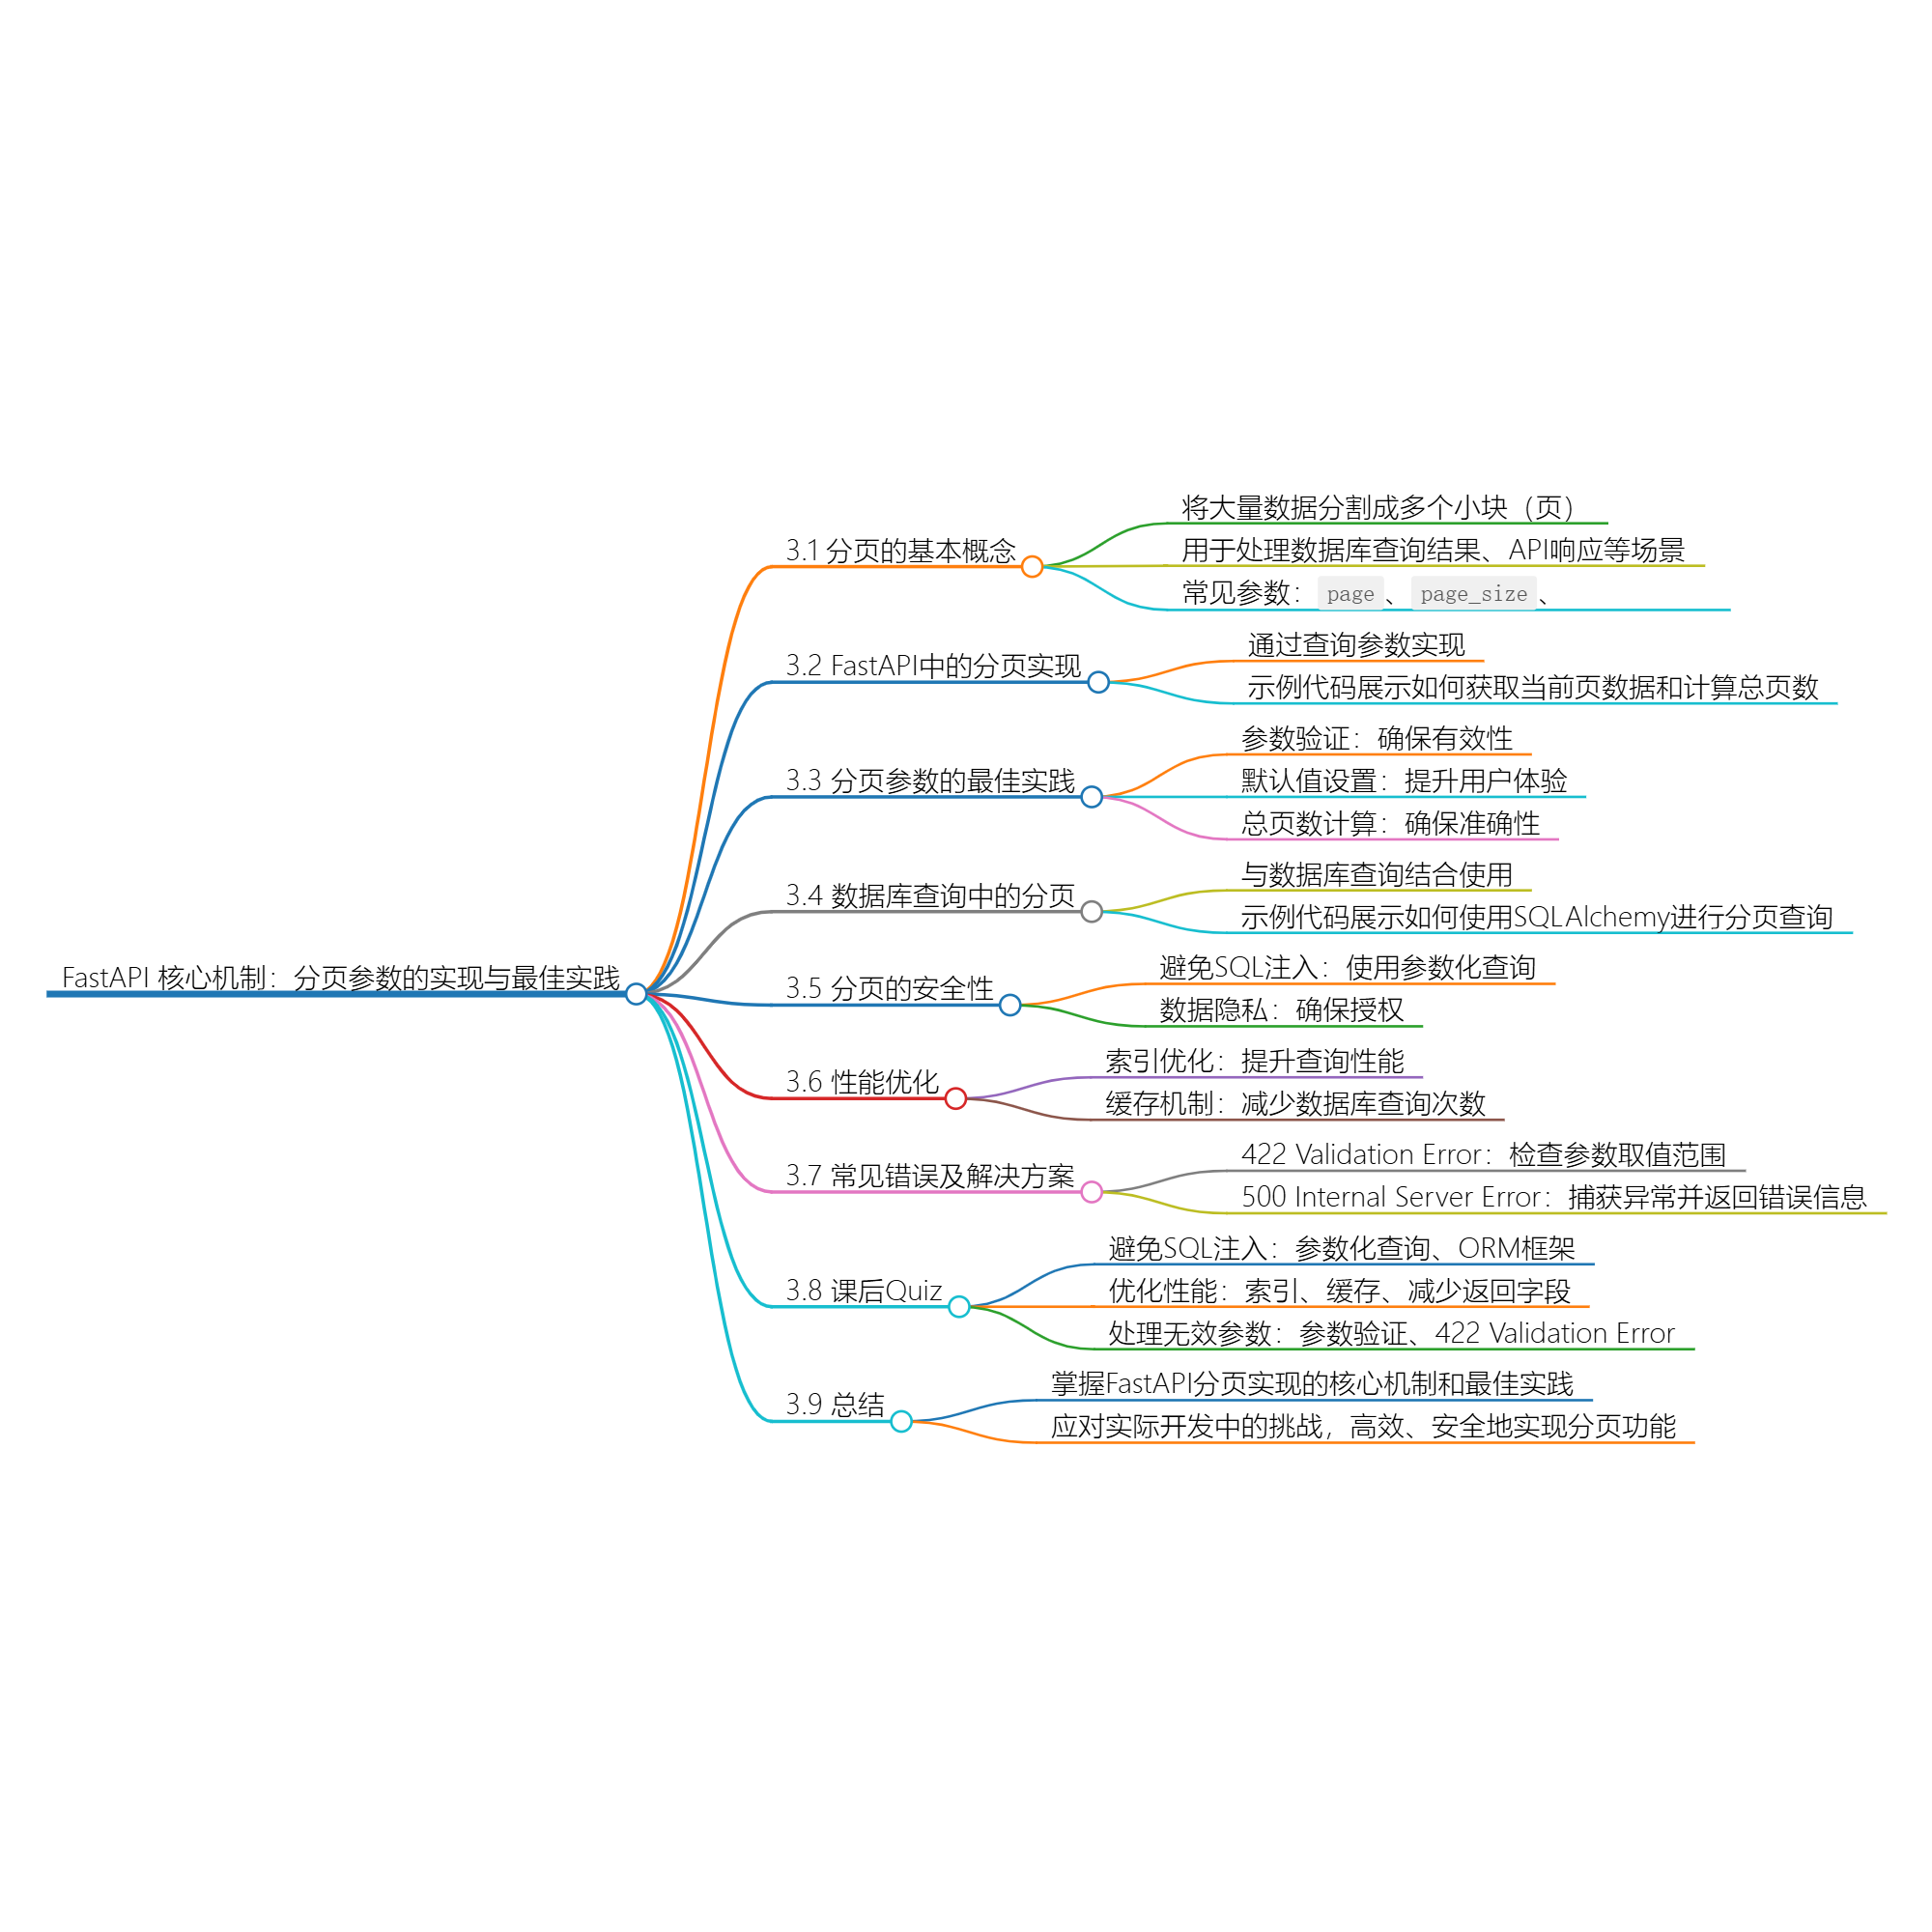 FastAPI 核心机制：分页参数的实现与最佳实践
3.1 分页的基本概念
将大量数据分割成多个小块（页）
用于处理数据库查询结果、API响应等场景
常见参数：page、page_size、
3.2 FastAPI中的分页实现
通过查询参数实现
示例代码展示如何获取当前页数据和计算总页数
3.3 分页参数的最佳实践
参数验证：确保有效性
默认值设置：提升用户体验
总页数计算：确保准确性
3.4 数据库查询中的分页
与数据库查询结合使用
示例代码展示如何使用SQLAlchemy进行分页查询
3.5 分页的安全性
避免SQL注入：使用参数化查询
数据隐私：确保授权
3.6 性能优化
索引优化：提升查询性能
缓存机制：减少数据库查询次数
3.7 常见错误及解决方案
422 Validation Error：检查参数取值范围
500 Internal Server Error：捕获异常并返回错误信息
3.8 课后Quiz
避免SQL注入：参数化查询、ORM框架
优化性能：索引、缓存、减少返回字段
处理无效参数：参数验证、422 Validation Error
3.9 总结
掌握FastAPI分页实现的核心机制和最佳实践
应对实际开发中的挑战，高效、安全地实现分页功能